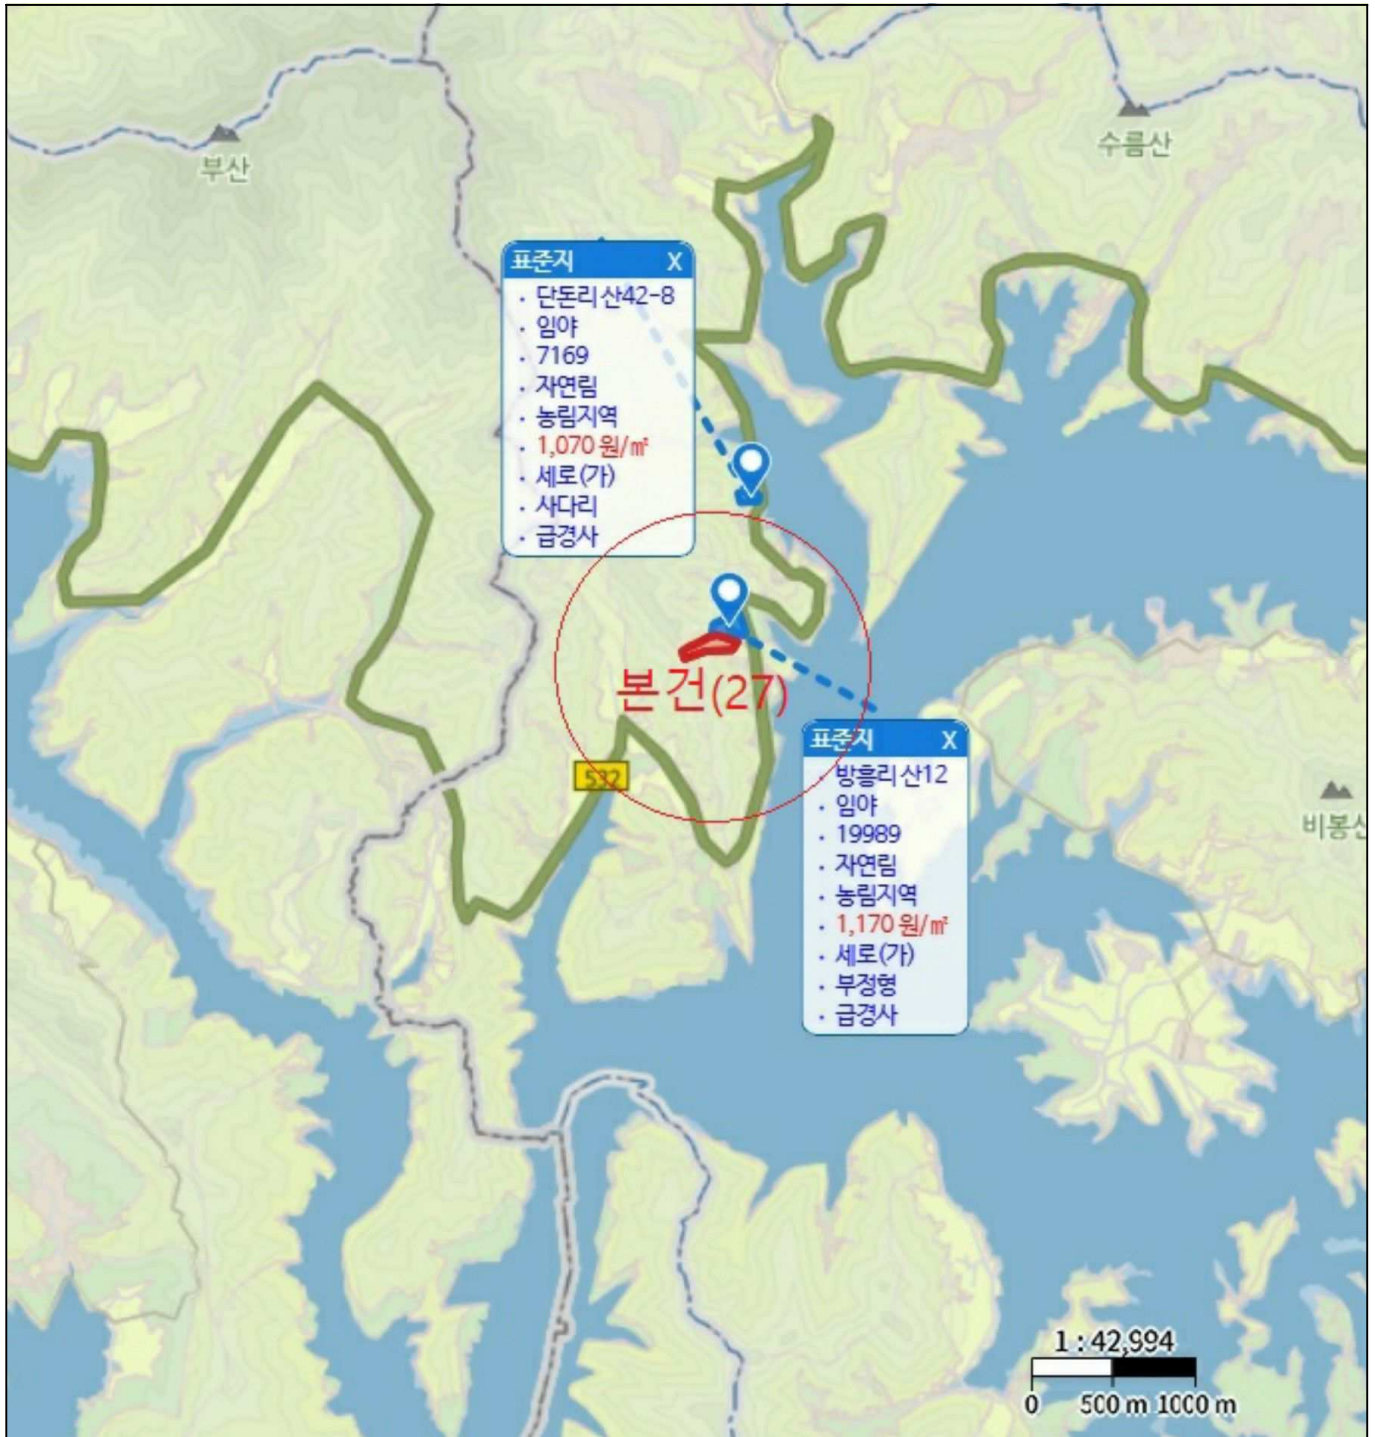 부산
수름산
표준지 X
· 단돈리 산42-8
· 임야
· 7169
· 자연림
· 농림지역
· 1,070 원/㎡
· 세로(가)
· 사다리
· 급경사
본건(27)
532
표준지 X
· 방흥리 산12
· 임야
· 19989
· 자연림
· 농림지역
· 1,170 원/㎡
· 세로(가)
· 부정형
· 급경사
비봉산
1 : 42,994
0 500 m 1000 m